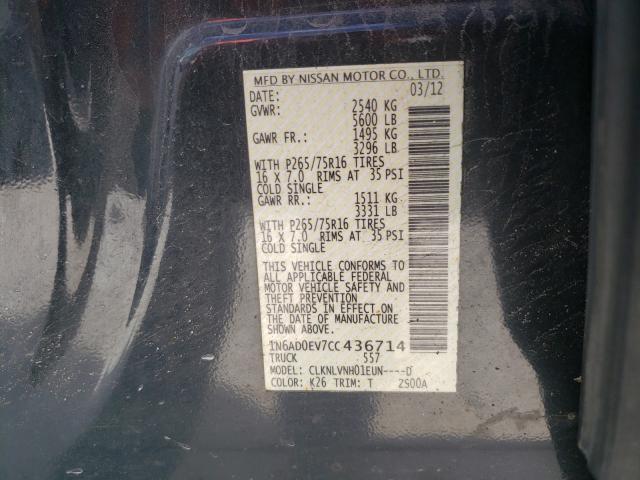 MFD BY NISSAN MOTOR CO., LTD.
DATE: 03/12
GVWR: 2540 KG
5600 LB
GAWR FR.: 1495 KG
3296 LB
WITH P265/75R16 TIRES
16 X 7.0 RIMS AT 35 PSI
COLD SINGLE
GAWR RR.: 1511 KG
3331 LB
WITH P265/75R16 TIRES
16 X 7.0 RIMS AT 35 PSI
COLD SINGLE
THIS VEHICLE CONFORMS TO
ALL APPLICABLE FEDERAL
MOTOR VEHICLE SAFETY AND
THEFT PREVENTION
STANDARDS IN EFFECT ON
THE DATE OF MANUFACTURE
SHOWN ABOVE.
1N6AD0EV7CC436714
TRUCK 557
MODEL: CLKNLVNH01EUN----D
COLOR: K26 TRIM: T ZS00A